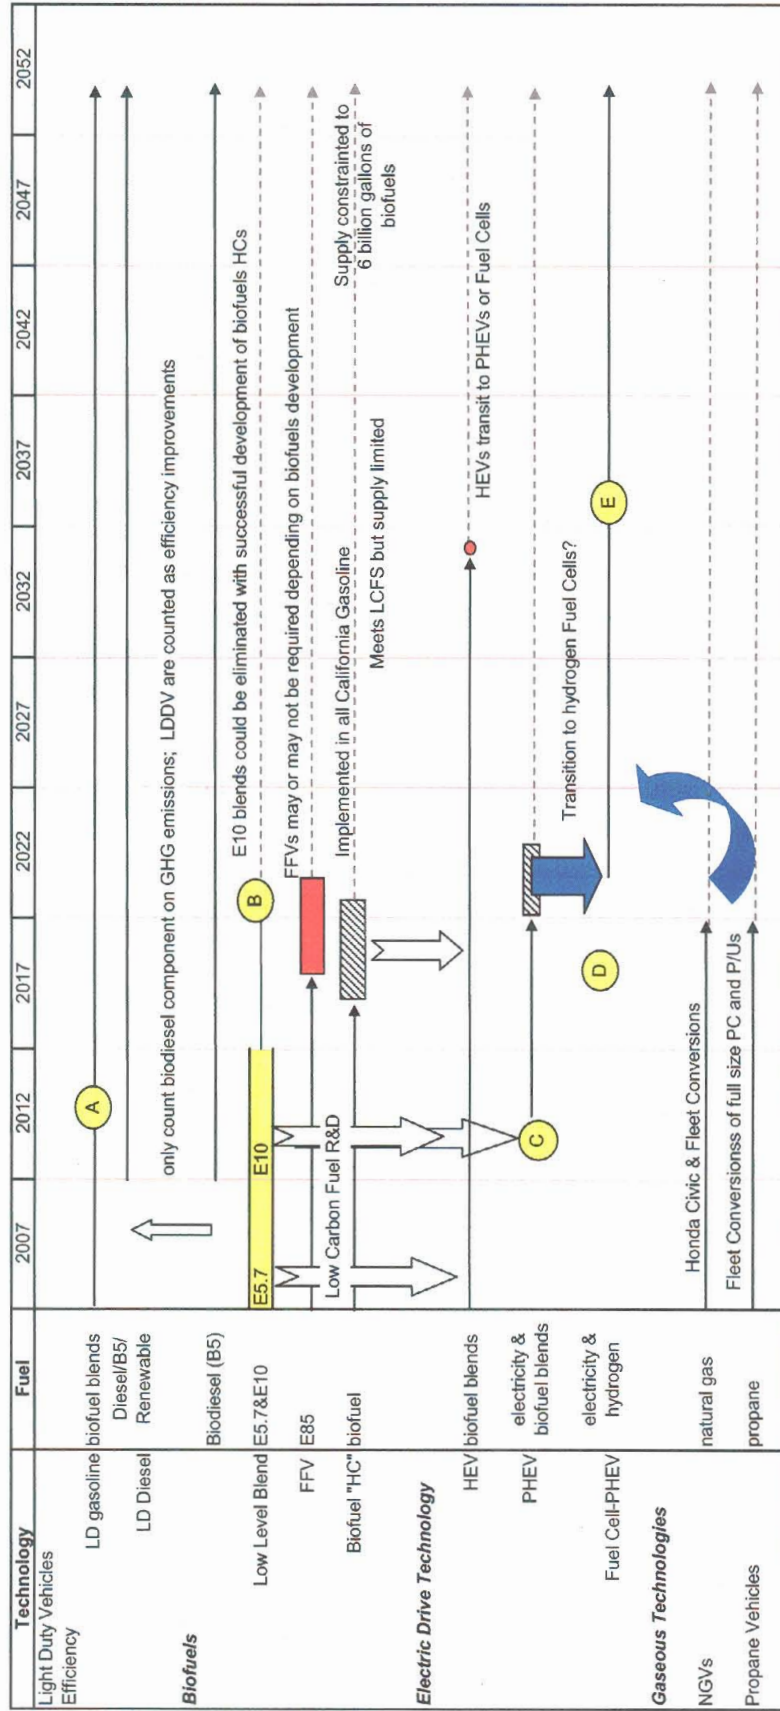 Technology Fuel 2007 2012 2017 2022 2027 2032 2037 2042 2047 2052
Light Duty Vehicles
Efficiency
LD gasoline biofuel blends
A
LD Diesel Diesel/B5/
Renewable
only count biodiesel component on GHG emissions; LDDV are counted as efficiency improvements
Biofuels
Biodiesel (B5)
E10 blends could be eliminated with successful development of biofuels HCs
Low Level Blend E5.7&E10 E5.7 E10
B
FFVs may or may not be required depending on biofuels development
FFV E85
Low Carbon Fuel R&D
Implemented in all California Gasoline
Supply constrainted to
6 billion gallons of
biofuels
Biofuel "HC" biofuel
Meets LCFS but supply limited
Electric Drive Technology
HEV biofuel blends
HEVs transit to PHEVs or Fuel Cells
PHEV electricity &
biofuel blends
C
Transition to hydrogen Fuel Cells?
Fuel Cell-PHEV electricity &
hydrogen
D
E
Gaseous Technologies
Honda Civic & Fleet Conversions
NGVs natural gas
Fleet Conversionss of full size PC and P/Us
Propane Vehicles propane